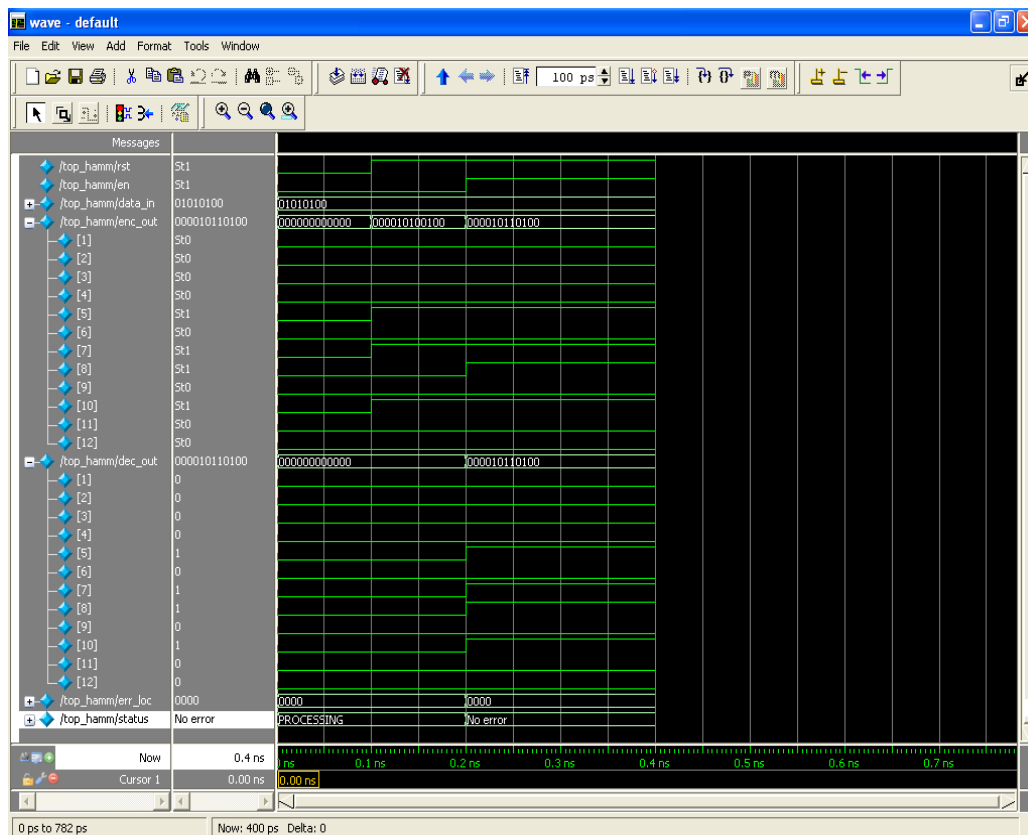 wave - default
File Edit View Add Format Tools Window
100 ps
Messages
/top_hamm/rst St1
/top_hamm/en St1
/top_hamm/data_in 01010100 01010100
/top_hamm/enc_out 000010110100 000000000000 000010100100 000010110100
[1] St0
[2] St0
[3] St0
[4] St0
[5] St1
[6] St0
[7] St1
[8] St1
[9] St0
[10] St1
[11] St0
[12] St0
/top_hamm/dec_out 000010110100 000000000000 000010110100
[1] 0
[2] 0
[3] 0
[4] 0
[5] 1
[6] 0
[7] 1
[8] 1
[9] 0
[10] 1
[11] 0
[12] 0
/top_hamm/err_loc 0000 0000 0000
/top_hamm/status No error PROCESSING No error
Now 0.4 ns ns 0.1 ns 0.2 ns 0.3 ns 0.4 ns 0.5 ns 0.6 ns 0.7 ns
Cursor 1 0.00 ns 0.00 ns
0 ps to 782 ps Now: 400 ps Delta: 0